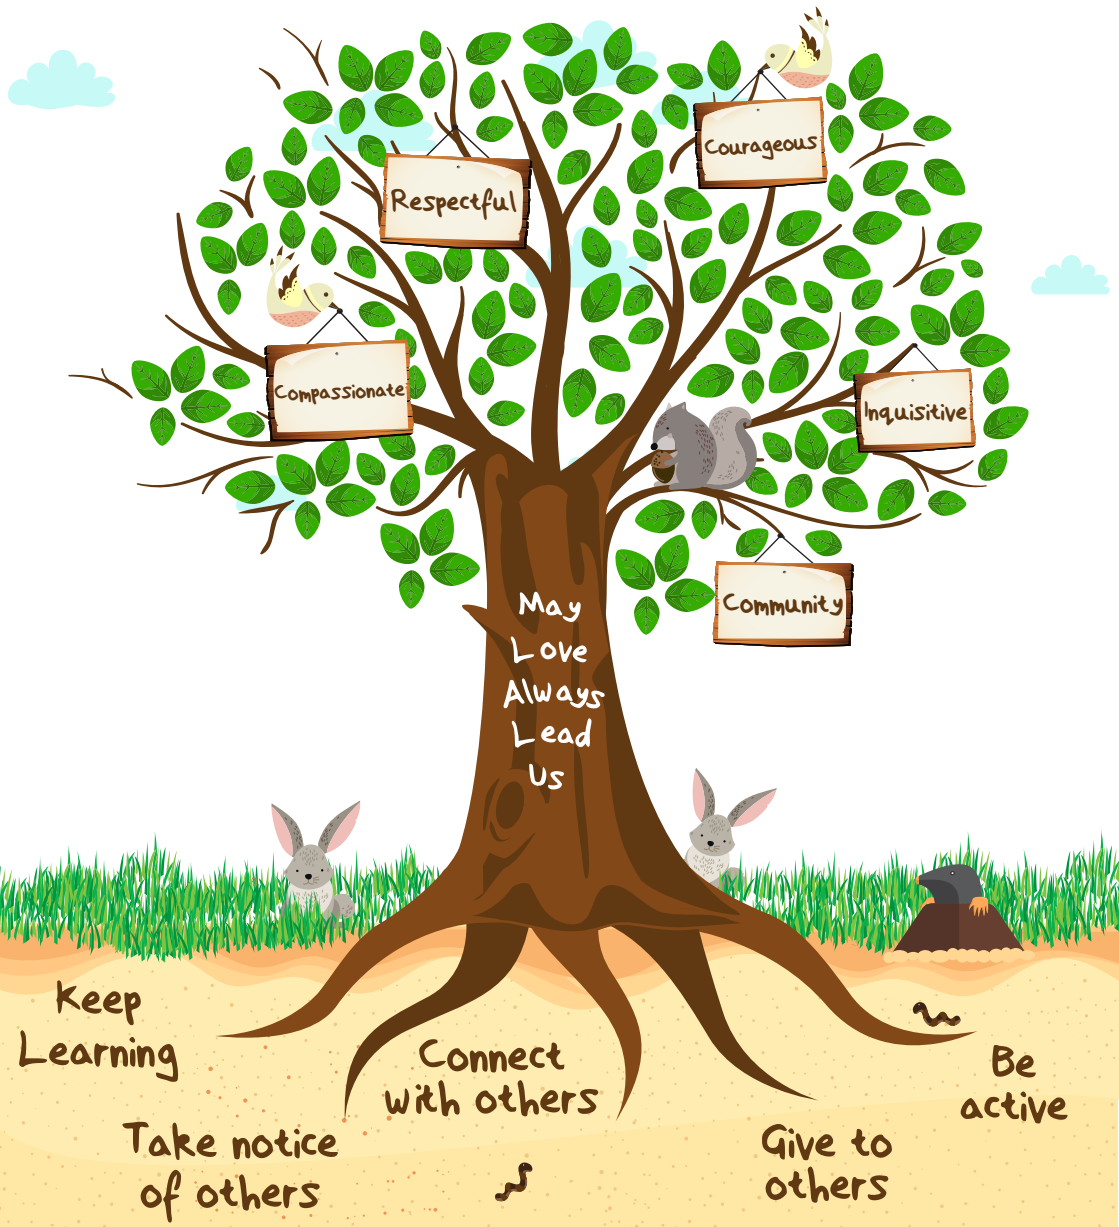 Courageous
Respectful
Compassionate
Inquisitive
Community
May
Love
Always
Lead
Us
Keep
Learning
Connect
with others
Be
active
Take notice
of others
Give to
others